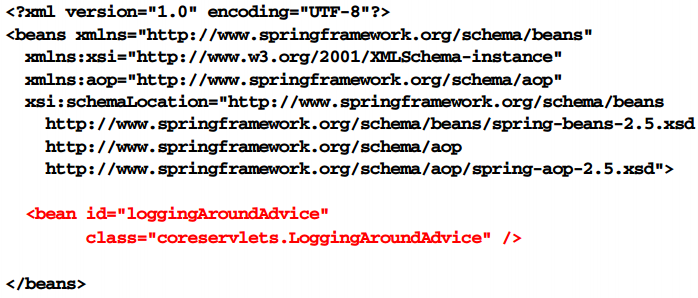 <?xml version="1.0" encoding="UTF-8"?>
<beans xmlns="http://www.springframework.org/schema/beans"
xmlns:xsi="http://www.w3.org/2001/XMLSchema-instance"
xmlns:aop="http://www.springframework.org/schema/aop"
xsi:schemaLocation="http://www.springframework.org/schema/beans
http://www.springframework.org/schema/beans/spring-beans-2.5.xsd
http://www.springframework.org/schema/aop
http://www.springframework.org/schema/aop/spring-aop-2.5.xsd">
<bean id="loggingAroundAdvice"
class="coreservlets.LoggingAroundAdvice" />
</beans>